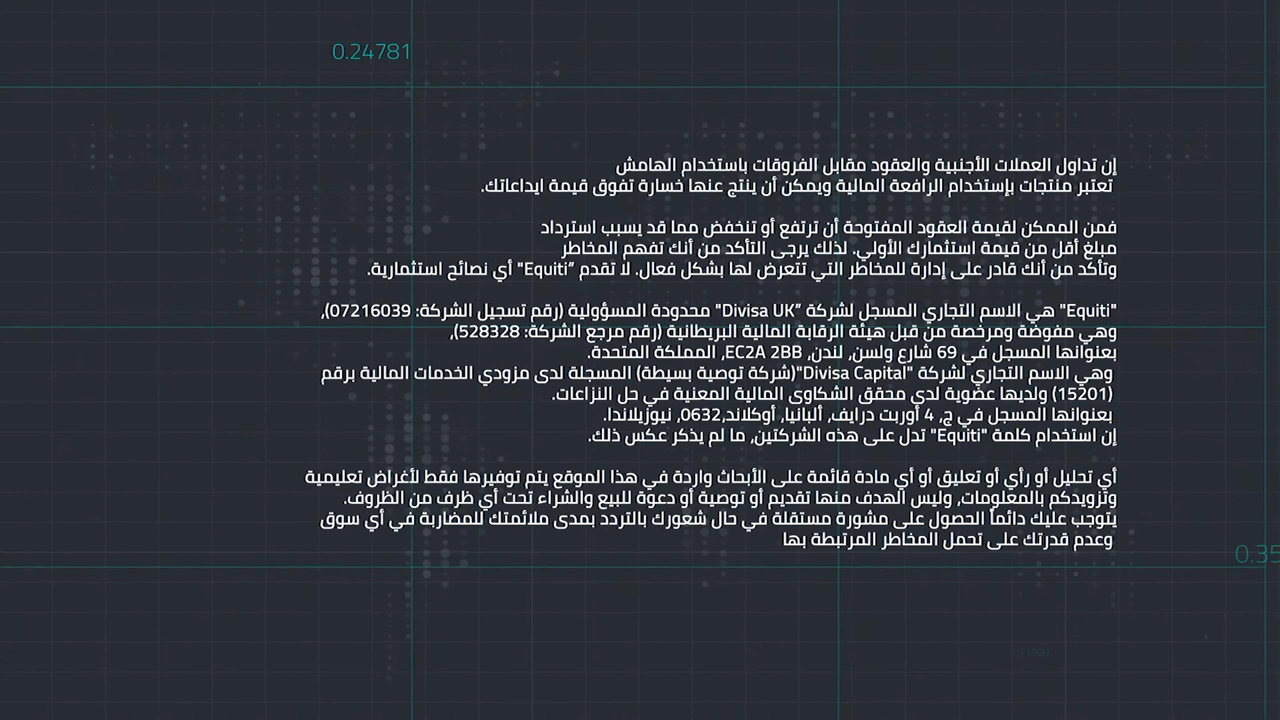 0.24781
إن تداول العملات الأجنبية والعقود مقابل الفروقات باستخدام الهامش
تعتبر منتجات بإستخدام الرافعة المالية ويمكن أن ينتج عنها خسارة تفوق قيمة ايداعاتك.
فمن الممكن لقيمة العقود المفتوحة أن ترتفع أو تنخفض مما قد يسبب استرداد
مبلغ أقل من قيمة استثمارك الأولي. لذلك يرجى التأكد من أنك تفهم المخاطر
وتأكد من أنك قادر على إدارة للمخاطر التي تتعرض لها بشكل فعال. لا تقدم "Equiti" أي نصائح استثمارية.
"Equiti" هي الاسم التجاري المسجل لشركة "Divisa UK" محدودة المسؤولية (رقم تسجيل الشركة: 07216039)،
وهي مفوضة ومرخصة من قبل هيئة الرقابة المالية البريطانية (رقم مرجع الشركة: 528328)،
بعنوانها المسجل في 69 شارع ولسن، لندن، EC2A 2BB، المملكة المتحدة.
وهي الاسم التجاري لشركة "Divisa Capital"(شركة توصية بسيطة) المسجلة لدى مزودي الخدمات المالية برقم
(15201) ولديها عضوية لدى محقق الشكاوى المالية المعنية في حل النزاعات.
بعنوانها المسجل في ج، 4 أوربت درايف، ألبانيا، أوكلاند،0632، نيوزيلاندا.
إن استخدام كلمة "Equiti" تدل على هذه الشركتين، ما لم يذكر عكس ذلك.
أي تحليل أو رأي أو تعليق أو أي مادة قائمة على الأبحاث واردة في هذا الموقع يتم توفيرها فقط لأغراض تعليمية
وتزويدكم بالمعلومات، وليس الهدف منها تقديم أو توصية أو دعوة للبيع والشراء تحت أي ظرف من الظروف.
يتوجب عليك دائماً الحصول على مشورة مستقلة في حال شعورك بالتردد بمدى ملائمتك للمضاربة في أي سوق
وعدم قدرتك على تحمل المخاطر المرتبطة بها
0.35